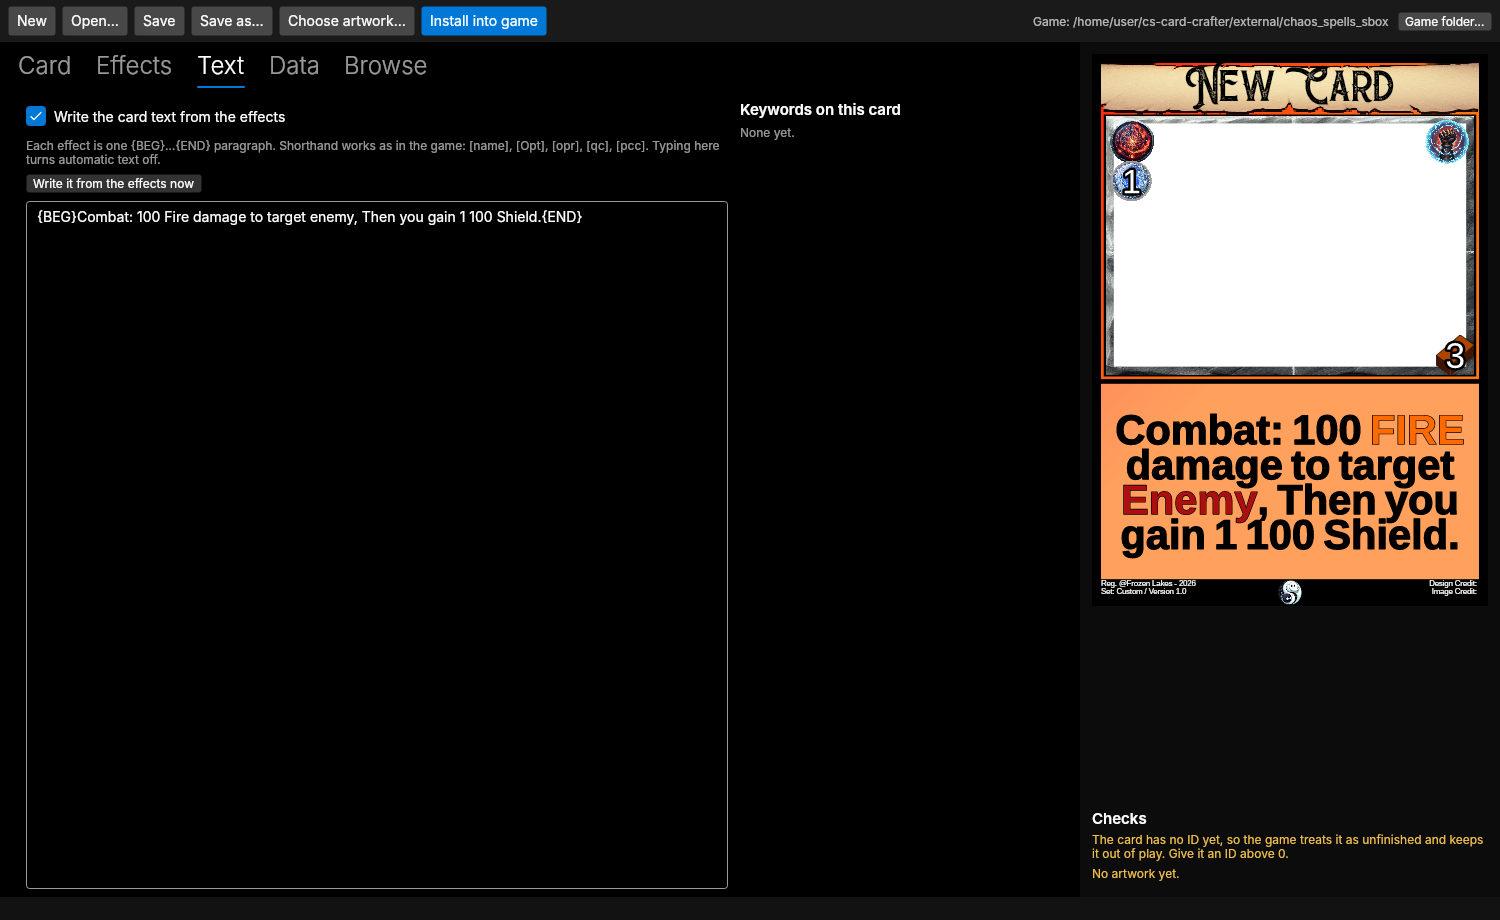 New Open... Save Save as... Choose artwork... Install into game Game: /home/user/cs-card-crafter/external/chaos_spells_sbox Game folder...
Card Effects Text Data Browse
Write the card text from the effects
Each effect is one {BEG}...{END} paragraph. Shorthand works as in the game: [name], [Opt], [opr], [qc], [pcc]. Typing here
turns automatic text off.
Write it from the effects now
{BEG}Combat: 100 Fire damage to target enemy, Then you gain 1 100 Shield.{END}
Keywords on this card
None yet.
New Card
1
3
Combat: 100 FIRE
damage to target
Enemy, Then you
gain 1 100 Shield.
Reg. @Frozen Lakes - 2026 Design Credit:
Set: Custom / Version 1.0 Image Credit:
Checks
The card has no ID yet, so the game treats it as unfinished and keeps
it out of play. Give it an ID above 0.
No artwork yet.